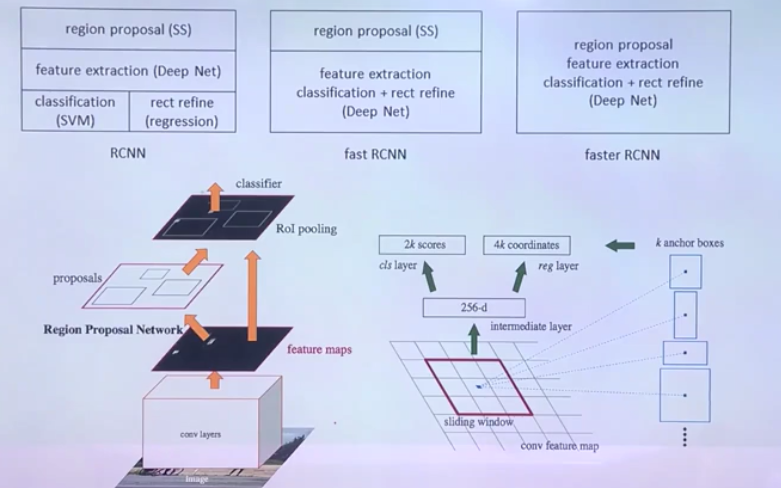 region proposal (SS)
feature extraction (Deep Net)
classification
(SVM)
rect refine
(regression)
RCNN
region proposal (SS)
feature extraction
classification + rect refine
(Deep Net)
fast RCNN
region proposal
feature extraction
classification + rect refine
(Deep Net)
faster RCNN
classifier
RoI pooling
proposals
Region Proposal Network
feature maps
conv layers
image
2k scores
4k coordinates
k anchor boxes
cls layer
reg layer
256-d
intermediate layer
sliding window
conv feature map